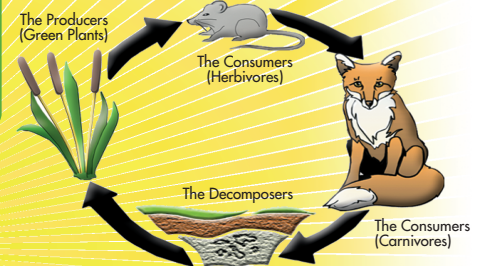 The Producers
(Green Plants)
The Consumers
(Herbivores)
The Decomposers
The Consumers
(Carnivores)